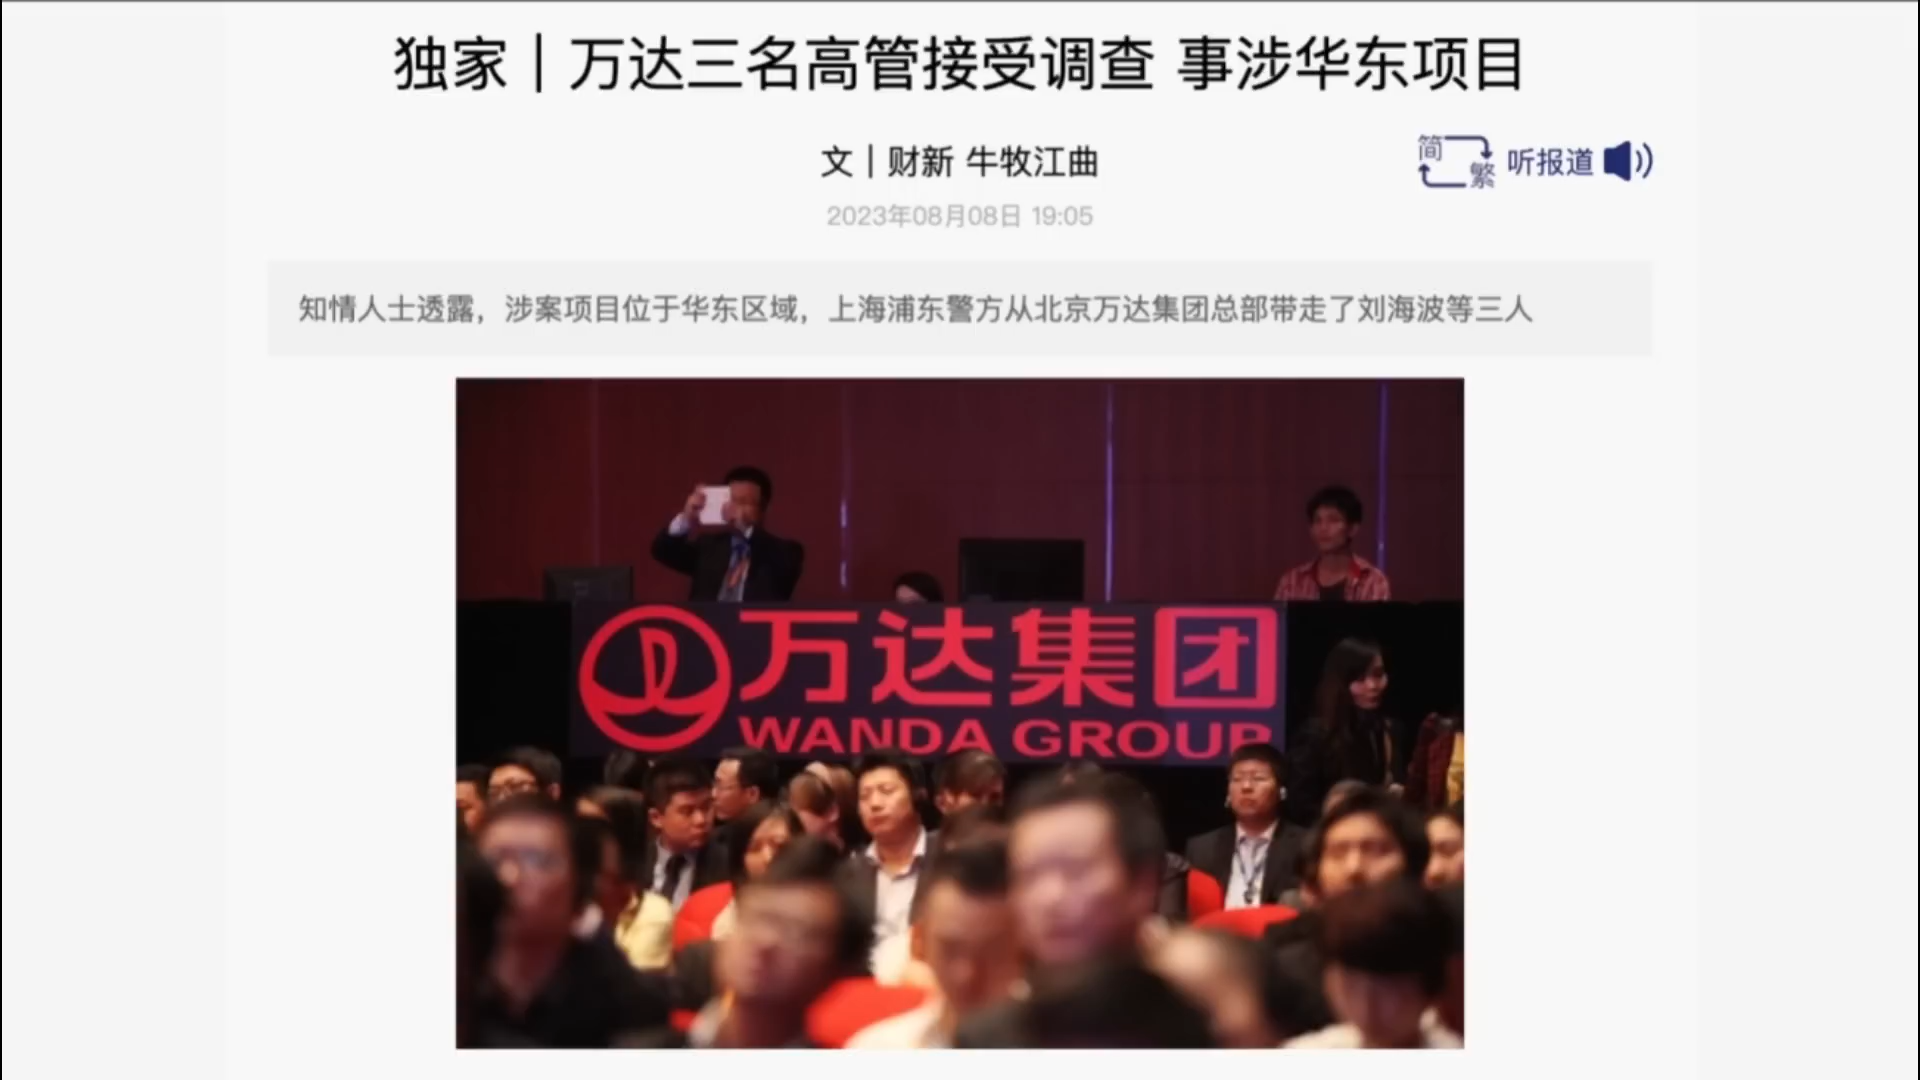 独家｜万达三名高管接受调查 事涉华东项目
文｜财新 牛牧江曲
简
繁
听报道
2023年08月08日 19:05
知情人士透露，涉案项目位于华东区域，上海浦东警方从北京万达集团总部带走了刘海波等三人
万达集团
WANDA GROUP